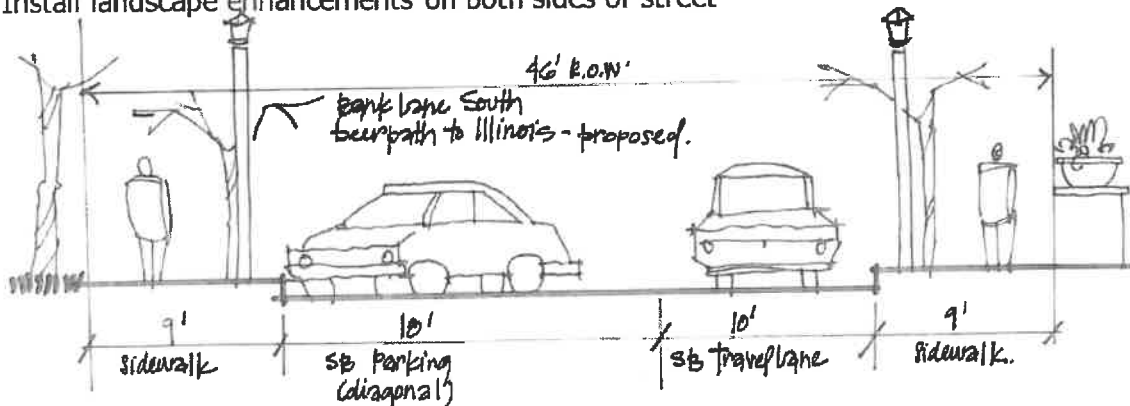 Install landscape enhancements on both sides of street
46' R.O.W.
bank lane South
deerpath to Illinois - proposed.
9'
18'
10'
9'
sidewalk
SB Parking
(diagonal)
SB travel lane
sidewalk.